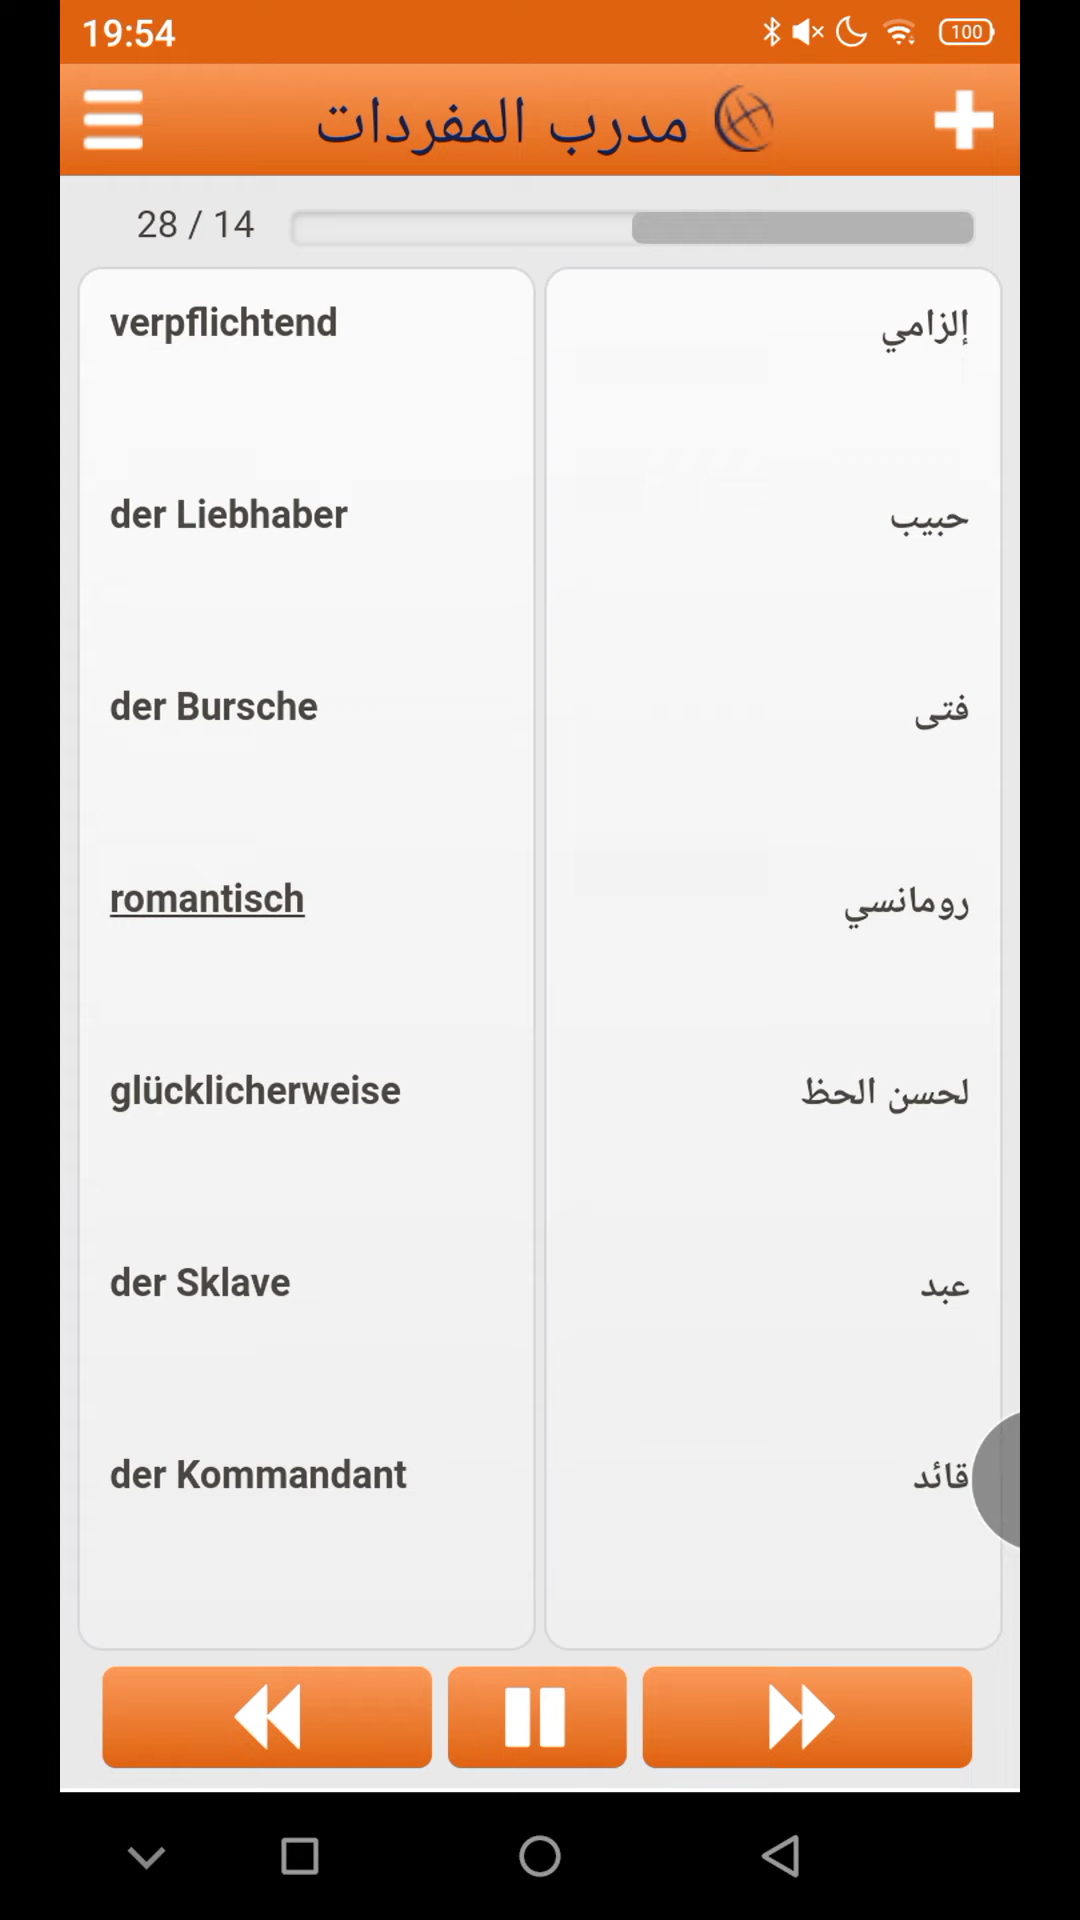 19:54
100
مدرب المفردات
28 / 14
verpflichtend
إلزامي
der Liebhaber
حبيب
der Bursche
فتى
romantisch
رومانسي
glücklicherweise
لحسن الحظ
der Sklave
عبد
der Kommandant
قائد